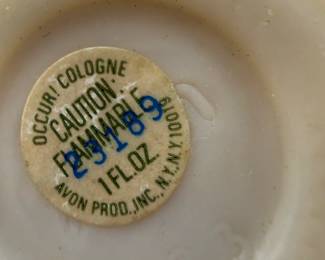 OCCUR! COLOGNE
CAUTION:
FLAMMABLE
23189
1 FL. OZ.
AVON PROD., INC., N.Y., N.Y. 10019